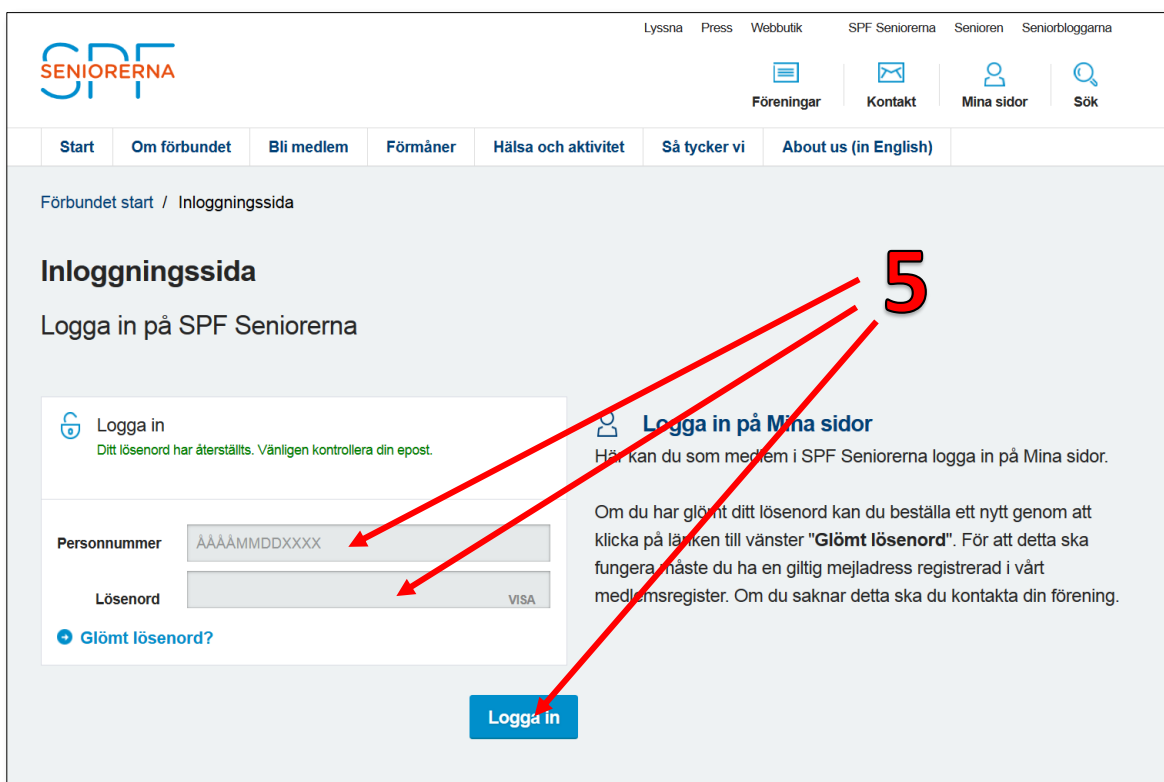 Lyssna Press Webbutik SPF Seniorerna Senioren Seniorbloggarna
SPF
SENIORERNA
Föreningar Kontakt Mina sidor Sök
Start Om förbundet Bli medlem Förmåner Hälsa och aktivitet Så tycker vi About us (in English)
Förbundet start / Inloggningssida
Inloggningssida
5
Logga in på SPF Seniorerna
Logga in
Ditt lösenord har återställts. Vänligen kontrollera din epost.
Personnummer ÅÅÅÅMMDDXXXX
Lösenord VISA
Glömt lösenord?
Logga in
Logga in på Mina sidor
Här kan du som medlem i SPF Seniorerna logga in på Mina sidor.
Om du har glömt ditt lösenord kan du beställa ett nytt genom att
klicka på länken till vänster "Glömt lösenord". För att detta ska
fungera måste du ha en giltig mejladress registrerad i vårt
medlemsregister. Om du saknar detta ska du kontakta din förening.